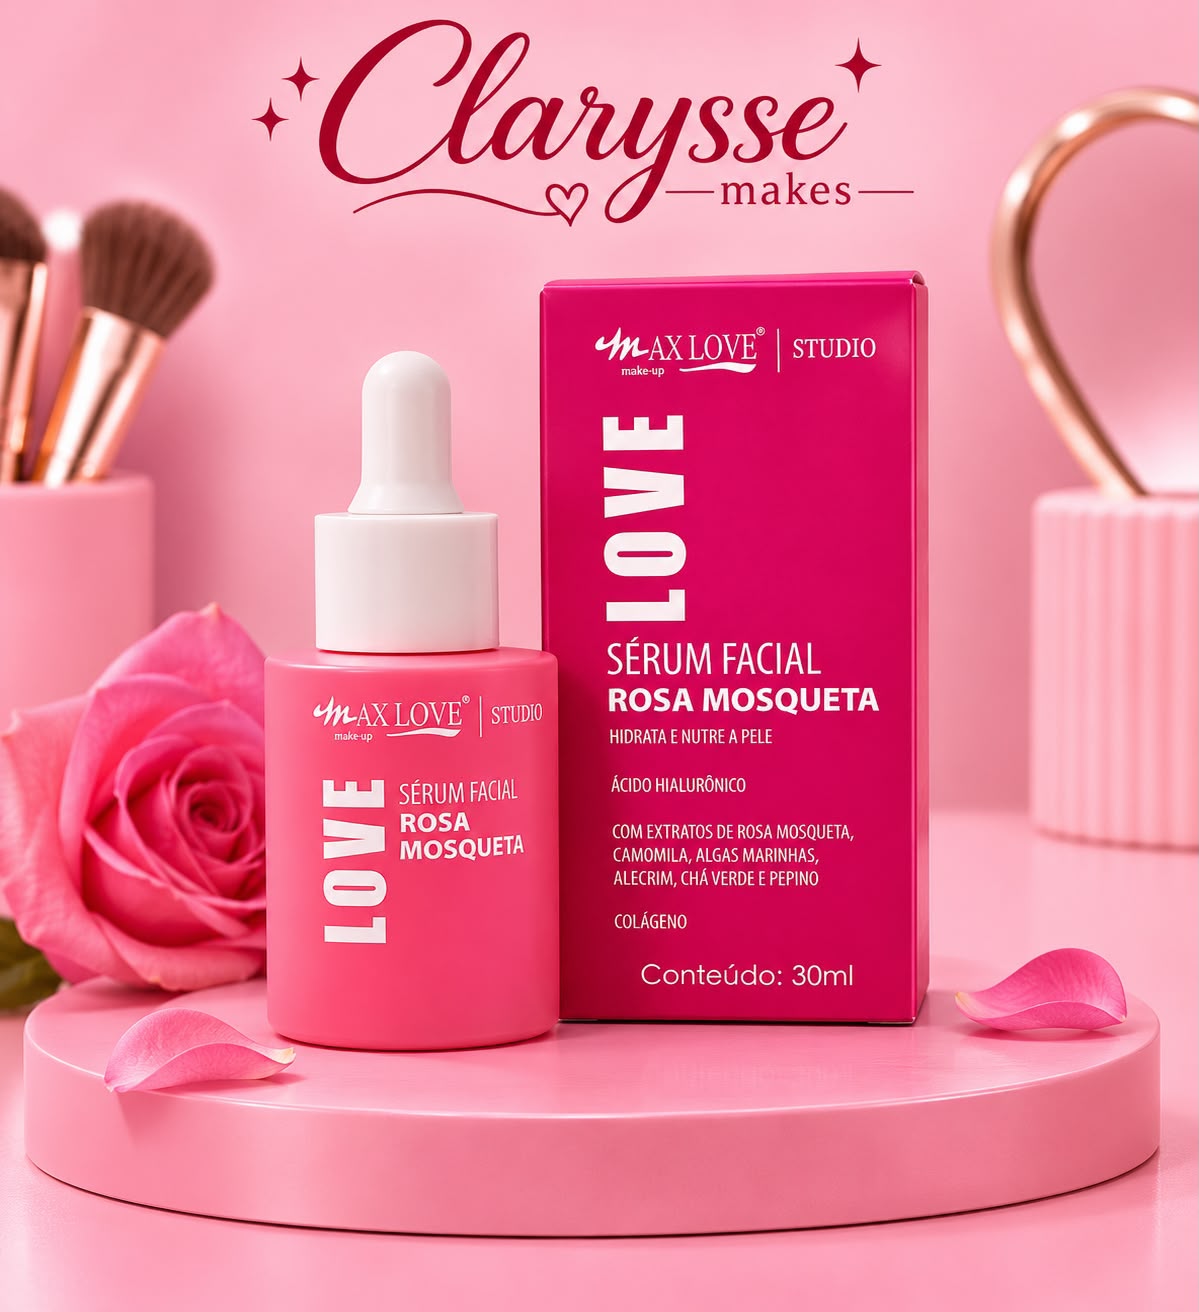 Clarysse
makes
MAX LOVE® | STUDIO
make-up
LOVE
SÉRUM FACIAL
ROSA MOSQUETA
HIDRATA E NUTRE A PELE
ÁCIDO HIALURÔNICO
COM EXTRATOS DE ROSA MOSQUETA,
CAMOMILA, ALGAS MARINHAS,
ALECRIM, CHÁ VERDE E PEPINO
COLÁGENO
Conteúdo: 30ml
MAX LOVE® | STUDIO
make-up
LOVE
SÉRUM FACIAL
ROSA
MOSQUETA